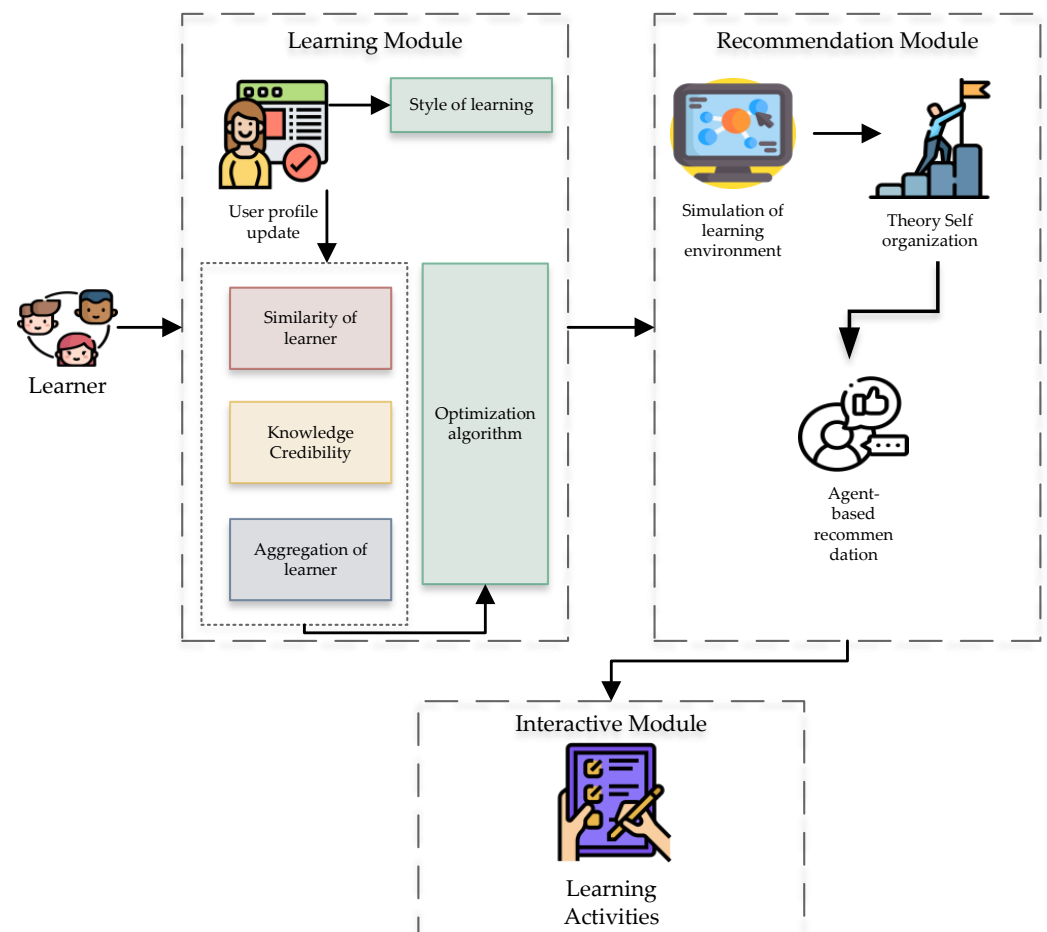 Learning Module
Style of learning
User profile
update
Similarity of
learner
Knowledge
Credibility
Aggregation of
learner
Optimization
algorithm
Learner
Recommendation Module
Simulation of
learning
environment
Theory Self
organization
Agent-
based
recommen
dation
Interactive Module
Learning
Activities